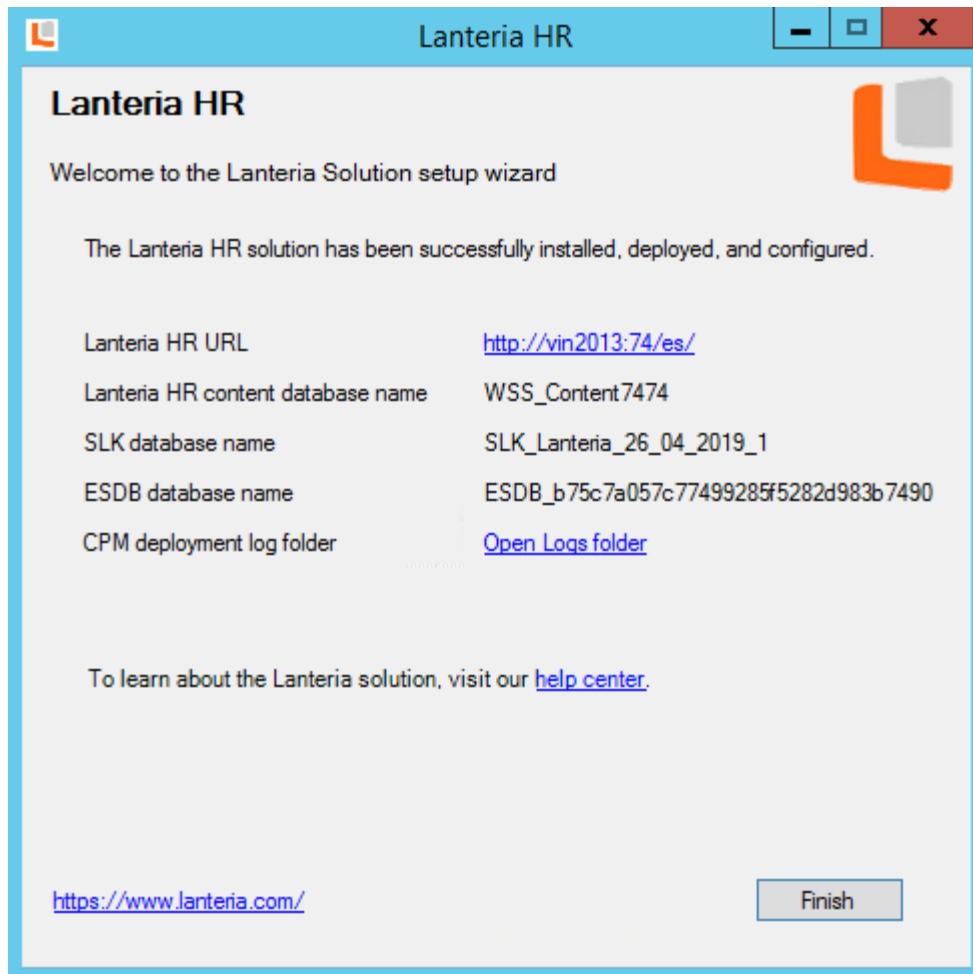 Lanteria HR
Lanteria HR
Welcome to the Lanteria Solution setup wizard
The Lanteria HR solution has been successfully installed, deployed, and configured.
Lanteria HR URL http://vin2013:74/es/
Lanteria HR content database name WSS_Content7474
SLK database name SLK_Lanteria_26_04_2019_1
ESDB database name ESDB_b75c7a057c77499285f5282d983b7490
CPM deployment log folder Open Logs folder
To learn about the Lanteria solution, visit our help center.
https://www.lanteria.com/ Finish